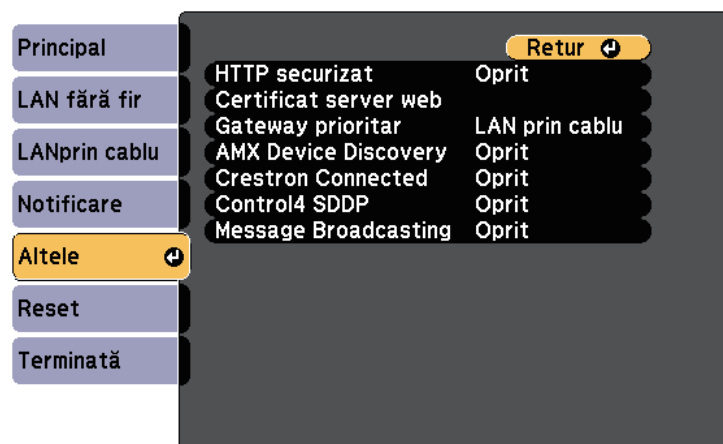 Principal
LAN fără fir
LANprin cablu
Notificare
Altele
Reset
Terminată
Retur
HTTP securizat Oprit
Certificat server web
Gateway prioritar LAN prin cablu
AMX Device Discovery Oprit
Crestron Connected Oprit
Control4 SDDP Oprit
Message Broadcasting Oprit